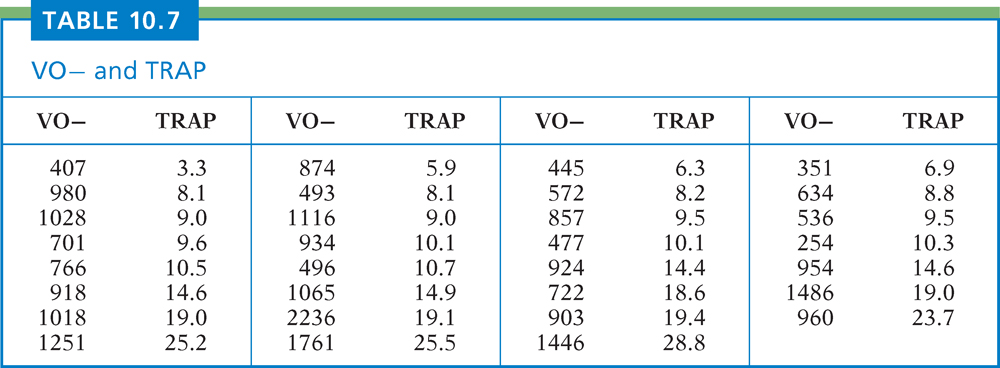 TABLE 10.7
VO− and TRAP
VO− TRAP VO− TRAP VO− TRAP VO− TRAP
407 3.3 874 5.9 445 6.3 351 6.9
980 8.1 493 8.1 572 8.2 634 8.8
1028 9.0 1116 9.0 857 9.5 536 9.5
701 9.6 934 10.1 477 10.1 254 10.3
766 10.5 496 10.7 924 14.4 954 14.6
918 14.6 1065 14.9 722 18.6 1486 19.0
1018 19.0 2236 19.1 903 19.4 960 23.7
1251 25.2 1761 25.5 1446 28.8